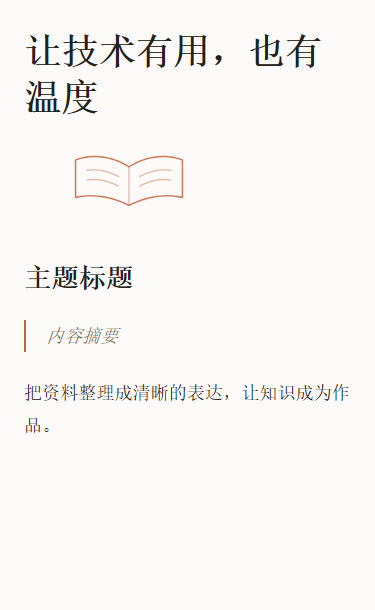 让技术有用，也有
温度
主题标题
内容摘要
把资料整理成清晰的表达，让知识成为作
品。